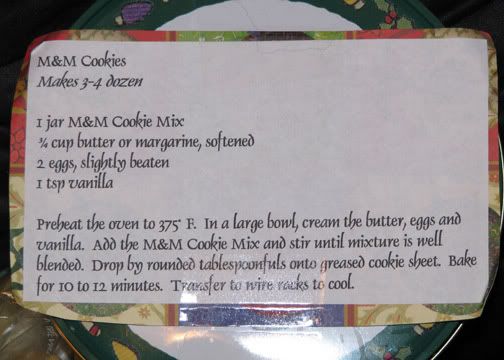 M&M Cookies
Makes 3-4 dozen
1 jar M&M Cookie Mix
¾ cup butter or margarine, softened
2 eggs, slightly beaten
1 tsp vanilla
Preheat the oven to 375° F. In a large bowl, cream the butter, eggs and
vanilla. Add the M&M Cookie Mix and stir until mixture is well
blended. Drop by rounded tablespoonfuls onto greased cookie sheet. Bake
for 10 to 12 minutes. Transfer to wire racks to cool.